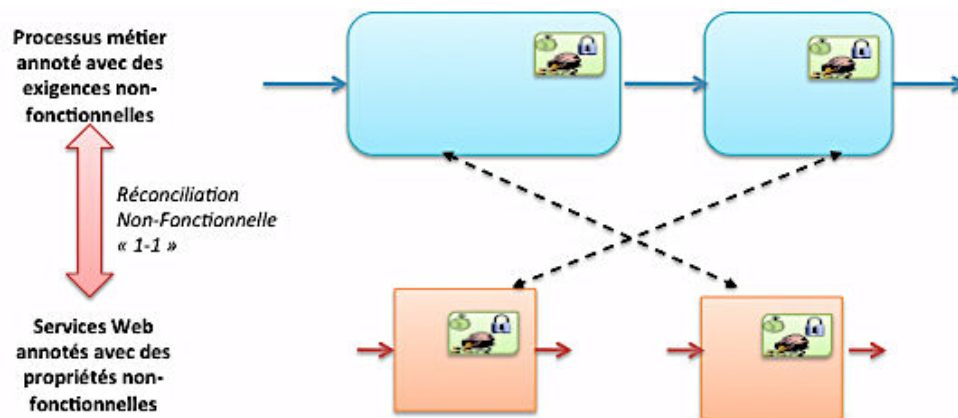 Processus métier
annoté avec des
exigences non-
fonctionnelles
Réconciliation
Non-Fonctionnelle
« 1-1 »
Services Web
annotés avec des
propriétés non-
fonctionnelles